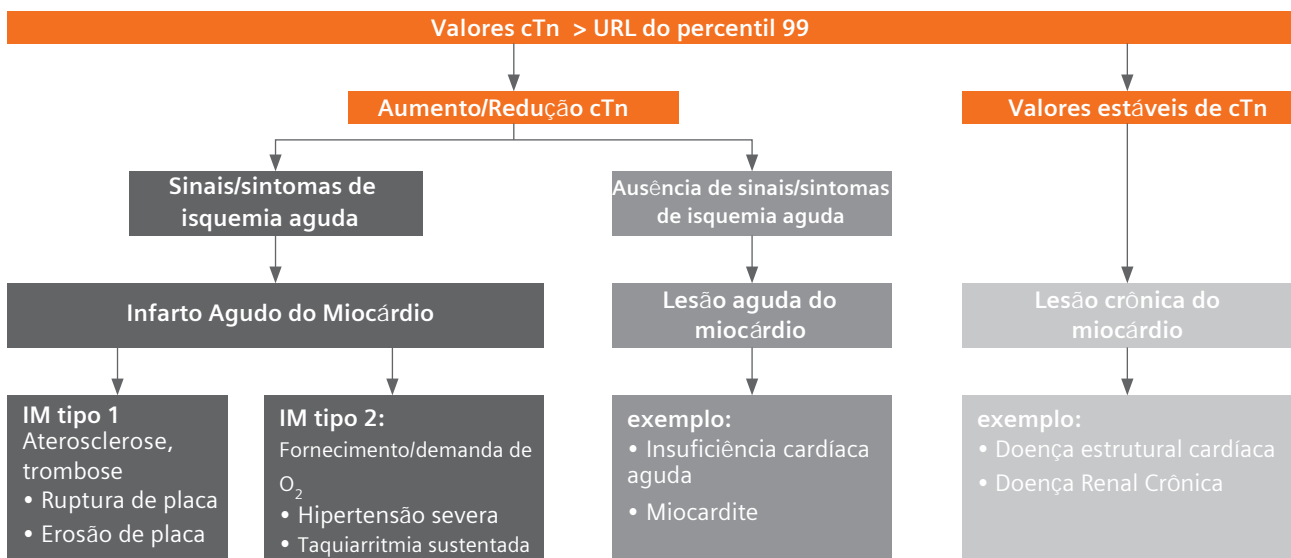 Valores cTn > URL do percentil 99
Aumento/Redução cTn
Valores estáveis de cTn
Sinais/sintomas de
isquemia aguda
Ausência de sinais/sintomas
de isquemia aguda
Infarto Agudo do Miocárdio
Lesão aguda do
miocárdio
Lesão crônica do
miocárdio
IM tipo 1
Aterosclerose,
trombose
• Ruptura de placa
• Erosão de placa
IM tipo 2:
Fornecimento/demanda de
O2
• Hipertensão severa
• Taquiarritmia sustentada
exemplo:
• Insuficiência cardíaca
aguda
• Miocardite
exemplo:
• Doença estrutural cardíaca
• Doença Renal Crônica